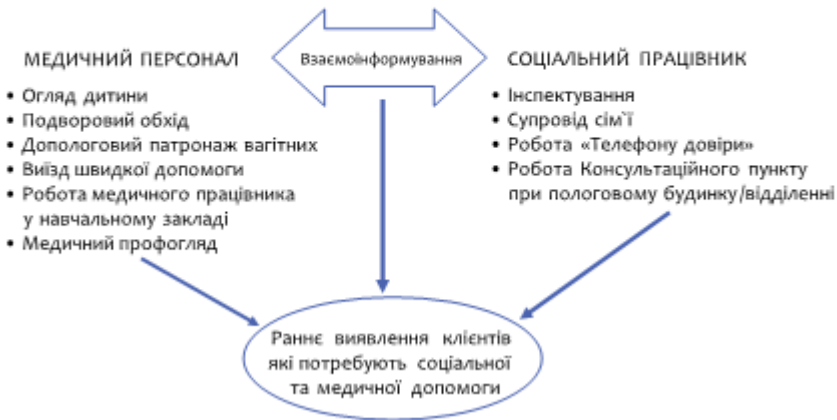 МЕДИЧНИЙ ПЕРСОНАЛ
• Огляд дитини
• Подворовий обхід
• Допологовий патронаж вагітних
• Виїзд швидкої допомоги
• Робота медичного працівника
у навчальному закладі
• Медичний профогляд
Взаємоінформування
СОЦІАЛЬНИЙ ПРАЦІВНИК
• Інспектування
• Супровід сім`ї
• Робота «Телефону довіри»
• Робота Консультаційного пункту
при пологовому будинку/відділенні
Раннє виявлення клієнтів
які потребують соціальної
та медичної допомоги